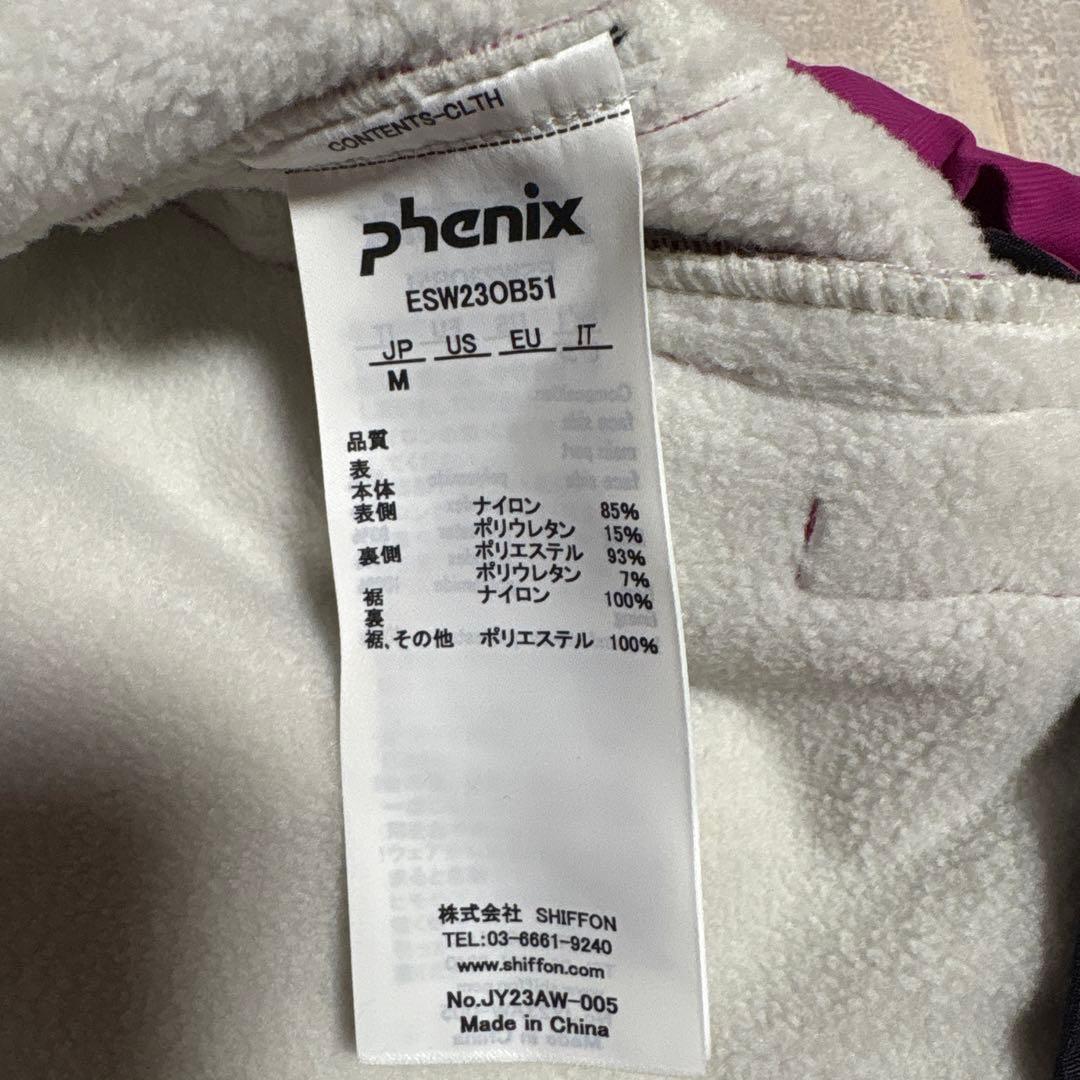 CONTENTS-CLTH
phenix
ESW23OB51
JP US EU IT
M
品質
表
本体
表側 ナイロン 85%
ポリウレタン 15%
裏側 ポリエステル 93%
ポリウレタン 7%
裾 ナイロン 100%
裏
裾、その他 ポリエステル 100%
株式会社 SHIFFON
TEL:03-6661-9240
www.shiffon.com
No.JY23AW-005
Made in China